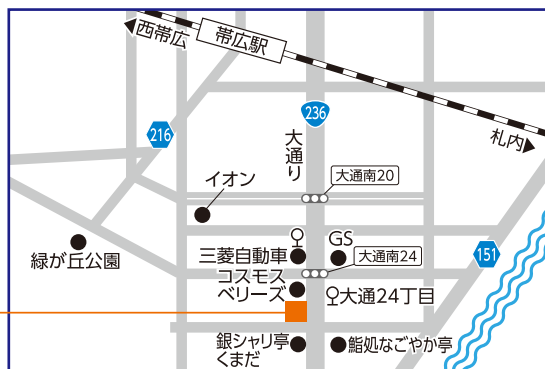 西帯広
帯広駅
236
216
大通り
札内
大通南20
イオン
三菱自動車
GS
大通南24
151
緑が丘公園
コスモス
ベリーズ
大通24丁目
銀シャリ亭
くまだ
鮨処なごやか亭